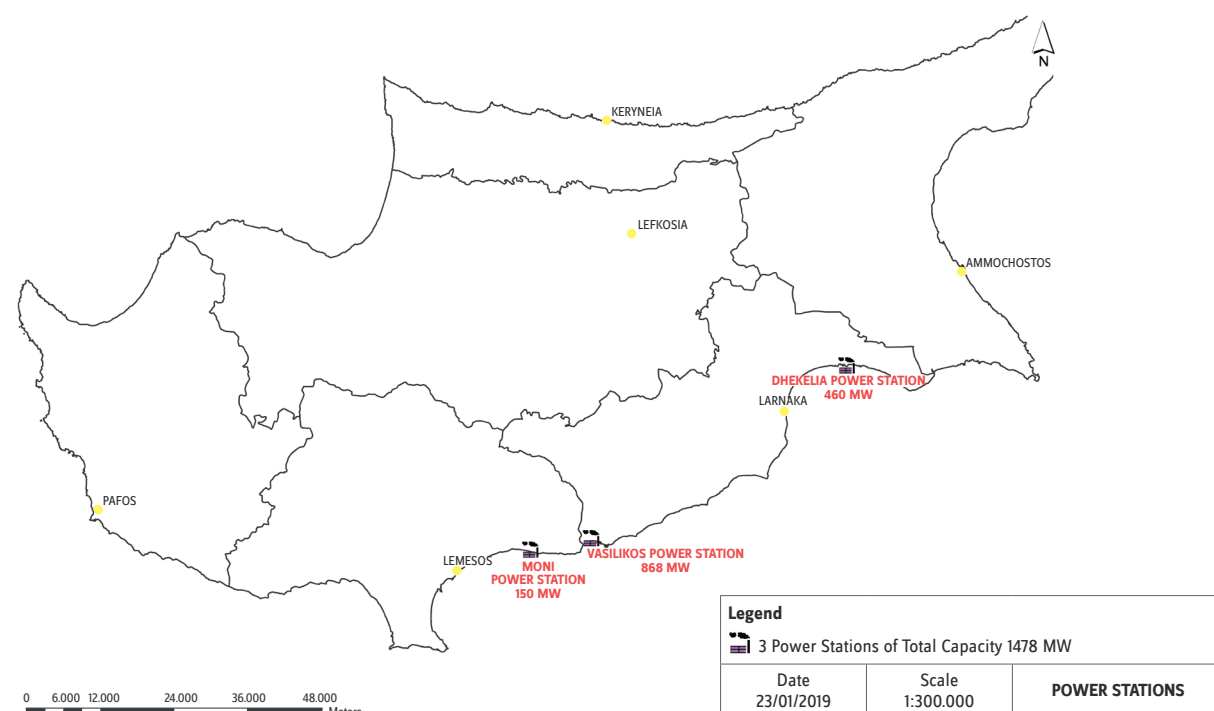 N
KERYNEIA
LEFKOSIA
AMMOCHOSTOS
DHEKELIA POWER STATION
460 MW
LARNAKA
PAFOS
LEMESOS
MONI
POWER STATION
150 MW
VASILIKOS POWER STATION
868 MW
Legend
3 Power Stations of Total Capacity 1478 MW
Date
23/01/2019
Scale
1:300.000
POWER STATIONS
0 6.000 12.000 24.000 36.000 48.000
Meters